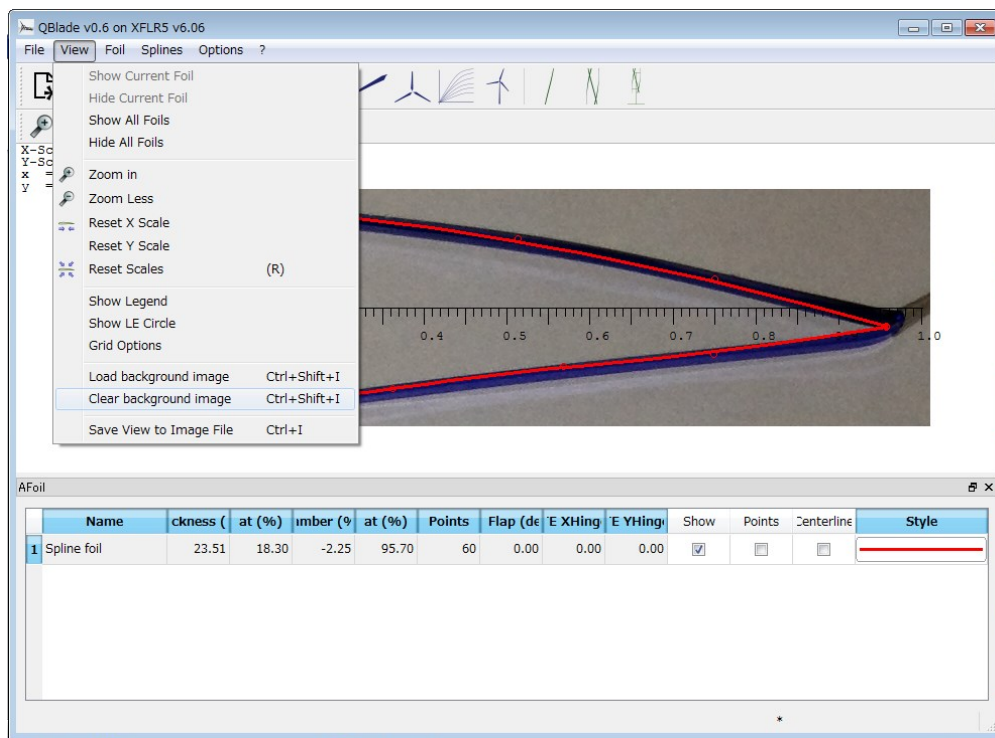 QBlade v0.6 on XFLR5 v6.06
File View Foil Splines Options ?
Show Current Foil
Hide Current Foil
Show All Foils
Hide All Foils
X-Sc
Y-Sc
x =
y =
Zoom in
Zoom Less
Reset X Scale
Reset Y Scale
Reset Scales (R)
Show Legend
Show LE Circle
Grid Options
0.4 0.5 0.6 0.7 0.8 1.0
Load background image Ctrl+Shift+I
Clear background image Ctrl+Shift+I
Save View to Image File Ctrl+I
AFoil
Name ckness ( at (%) mber (% at (%) Points Flap (de E XHing E YHing Show Points Centerline Style
1 Spline foil 23.51 18.30 -2.25 95.70 60 0.00 0.00 0.00
*